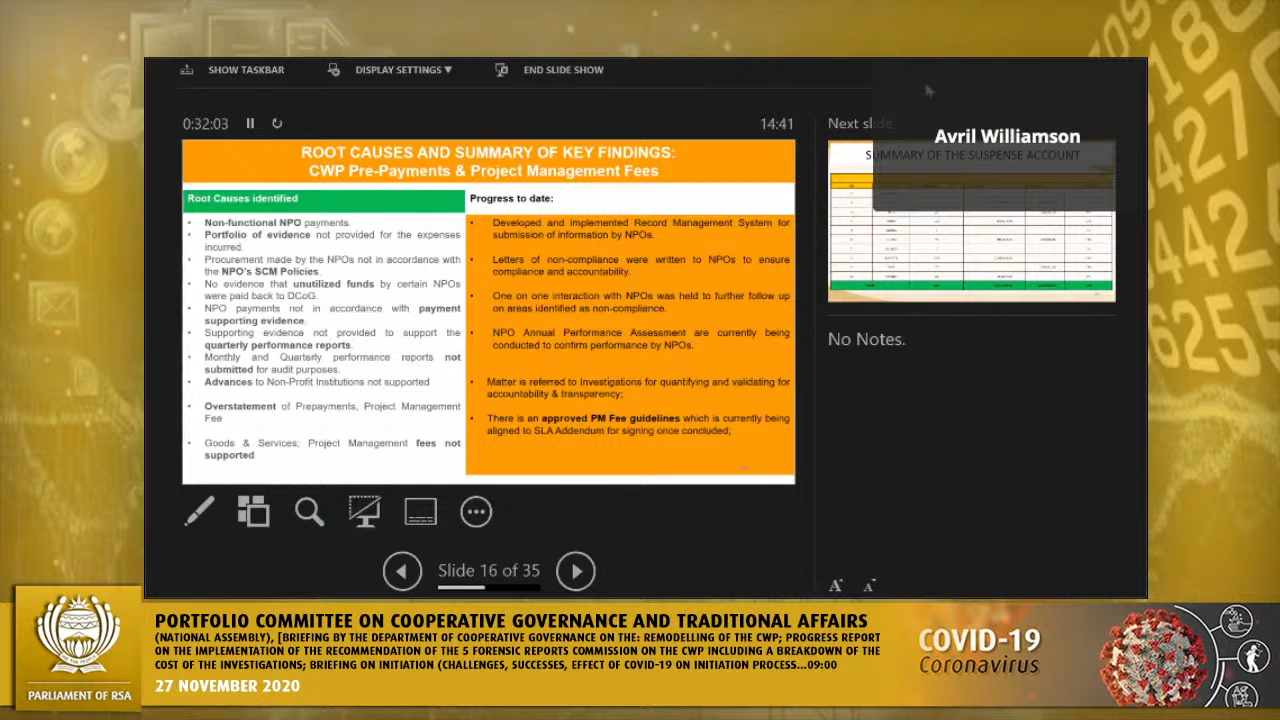 SHOW TASKBAR
DISPLAY SETTINGS ▼
END SLIDE SHOW
0:32:03
14:41
Next slide
Avril Williamson
ROOT CAUSES AND SUMMARY OF KEY FINDINGS:
CWP Pre-Payments & Project Management Fees
Root Causes identified
• Non-functional NPO payments.
• Portfolio of evidence not provided for the expenses
incurred.
• Procurement made by the NPOs not in accordance with
the NPO's SCM Policies.
• No evidence that unutilized funds by certain NPOs
were paid back to DCoG.
• NPO payments not in accordance with payment
supporting evidence.
• Supporting evidence not provided to support the
quarterly performance reports.
• Monthly and Quarterly performance reports not
submitted for audit purposes.
• Advances to Non-Profit Institutions not supported
• Overstatement of Prepayments, Project Management
Fee
• Goods & Services; Project Management fees not
supported
Progress to date:
• Developed and implemented Record Management System for
submission of information by NPOs.
• Letters of non-compliance were written to NPOs to ensure
compliance and accountability.
• One on one interaction with NPOs was held to further follow up
on areas identified as non-compliance.
• NPO Annual Performance Assessment are currently being
conducted to confirm performance by NPOs.
• Matter is referred to Investigations for quantifying and validating for
accountability & transparency;
• There is an approved PM Fee guidelines which is currently being
aligned to SLA Addendum for signing once concluded;
SUMMARY OF THE SUSPENSE ACCOUNT
No Notes.
Slide 16 of 35
A A
PARLIAMENT OF RSA
PORTFOLIO COMMITTEE ON COOPERATIVE GOVERNANCE AND TRADITIONAL AFFAIRS
(NATIONAL ASSEMBLY), [BRIEFING BY THE DEPARTMENT OF COOPERATIVE GOVERNANCE ON THE: REMODELLING OF THE CWP; PROGRESS REPORT
ON THE IMPLEMENTATION OF THE RECOMMENDATION OF THE 5 FORENSIC REPORTS COMMISSION ON THE CWP INCLUDING A BREAKDOWN OF THE
COST OF THE INVESTIGATIONS; BRIEFING ON INITIATION (CHALLENGES, SUCCESSES, EFFECT OF COVID-19 ON INITIATION PROCESS...09:00
27 NOVEMBER 2020
COVID-19
Coronavirus